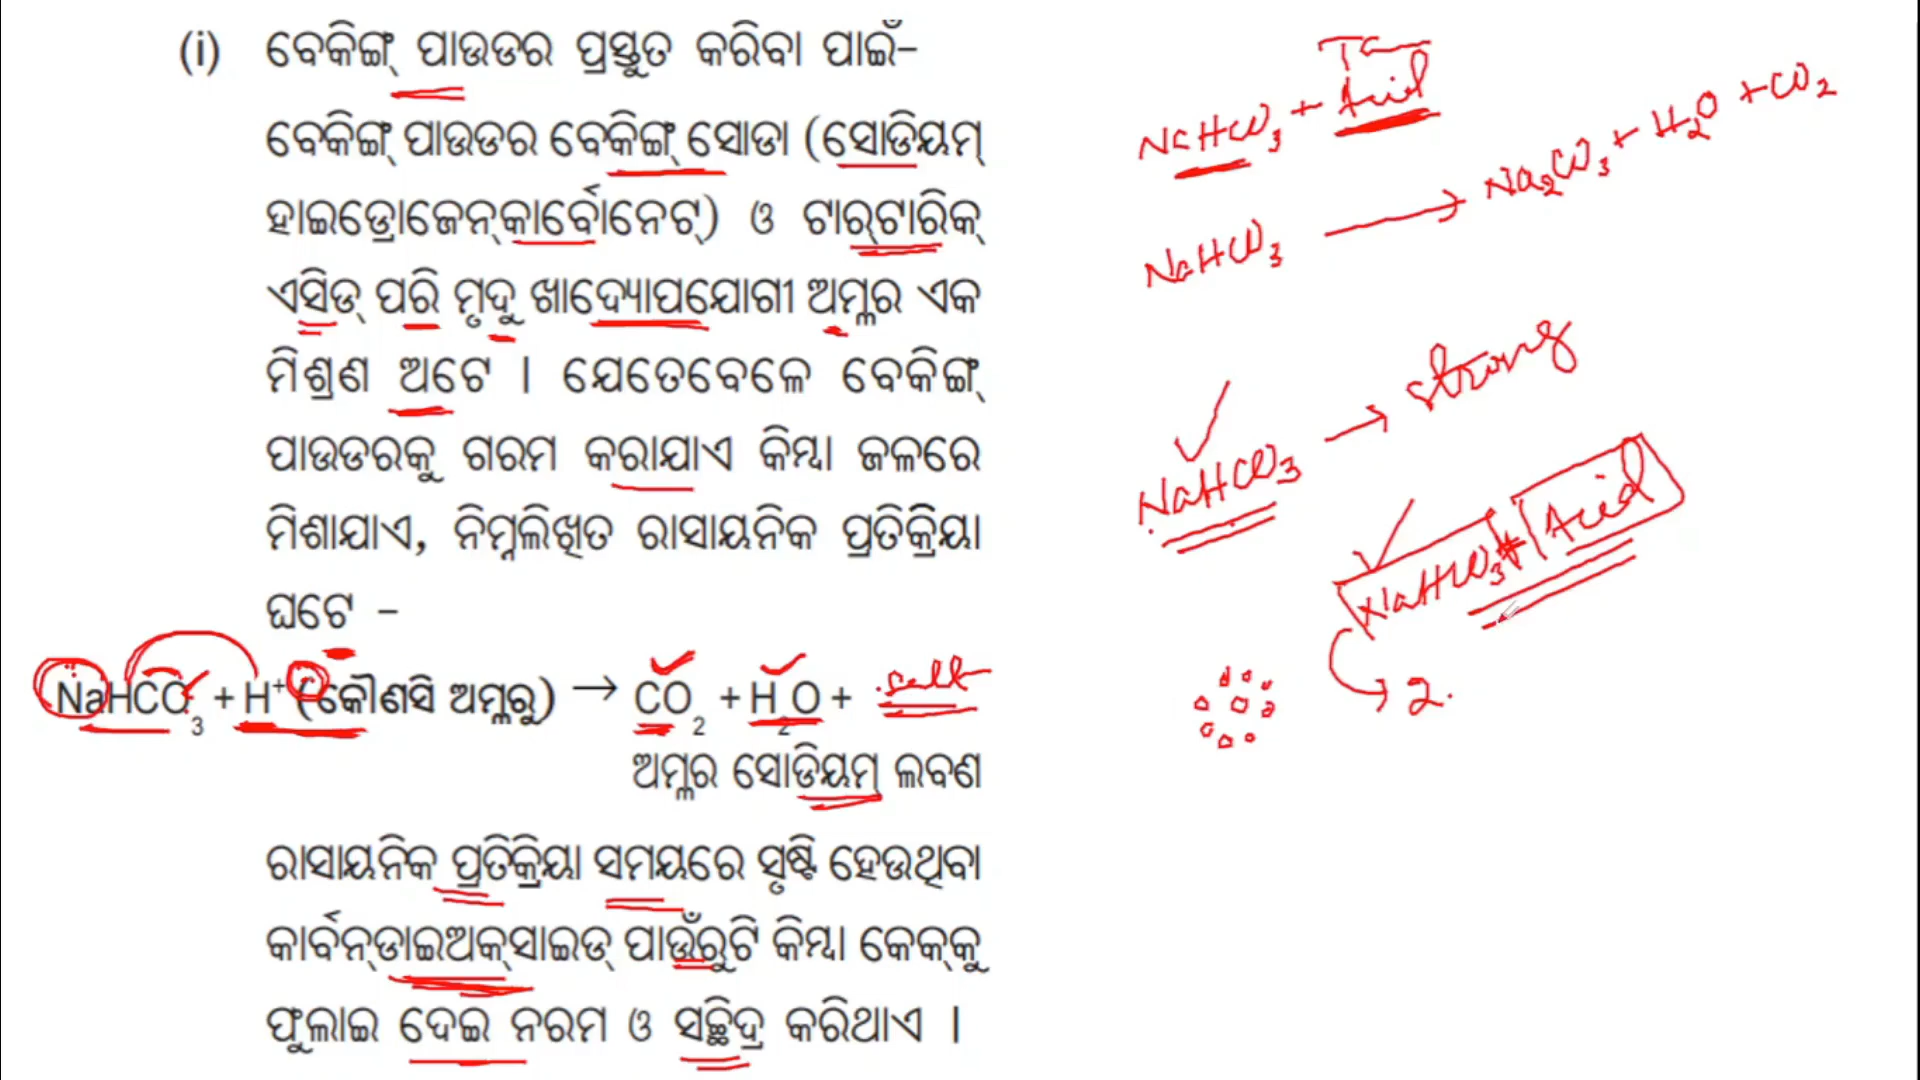 (i) ବେକିଙ୍ଗ୍ ପାଉଡର ପ୍ରସ୍ତୁତ କରିବା ପାଇଁ–
ବେକିଙ୍ଗ୍ ପାଉଡର ବେକିଙ୍ଗ୍ ସୋଡା (ସୋଡିୟମ୍
ହାଇଡ୍ରୋଜେନ୍‌କାର୍ବୋନେଟ୍) ଓ ଟାର୍‌ଟାରିକ୍
ଏସିଡ୍ ପରି ମୃଦୁ ଖାଦ୍ୟୋପଯୋଗୀ ଅମ୍ଳର ଏକ
ମିଶ୍ରଣ ଅଟେ । ଯେତେବେଳେ ବେକିଙ୍ଗ୍
ପାଉଡରକୁ ଗରମ କରାଯାଏ କିମ୍ବା ଜଳରେ
ମିଶାଯାଏ, ନିମ୍ନଲିଖିତ ରାସାୟନିକ ପ୍ରତିକ୍ରିୟା
ଘଟେ –
NaHCO3 + H+ (କୌଣସି ଅମ୍ଳରୁ) → CO2 + H2O + salt
ଅମ୍ଳର ସୋଡିୟମ୍ ଲବଣ
ରାସାୟନିକ ପ୍ରତିକ୍ରିୟା ସମୟରେ ସୃଷ୍ଟି ହେଉଥିବା
କାର୍ବନ୍‌ଡାଇଅକ୍‌ସାଇଡ୍ ପାଉଁରୁଟି କିମ୍ବା କେକ୍‌କୁ
ଫୁଲାଇ ଦେଇ ନରମ ଓ ସଚ୍ଛିଦ୍ର କରିଥାଏ ।
NaHCO3 + Acid
NaHCO3 → Na2CO3 + H2O + CO2
NaHCO3 → strong
NaHCO3 + Acid
2.